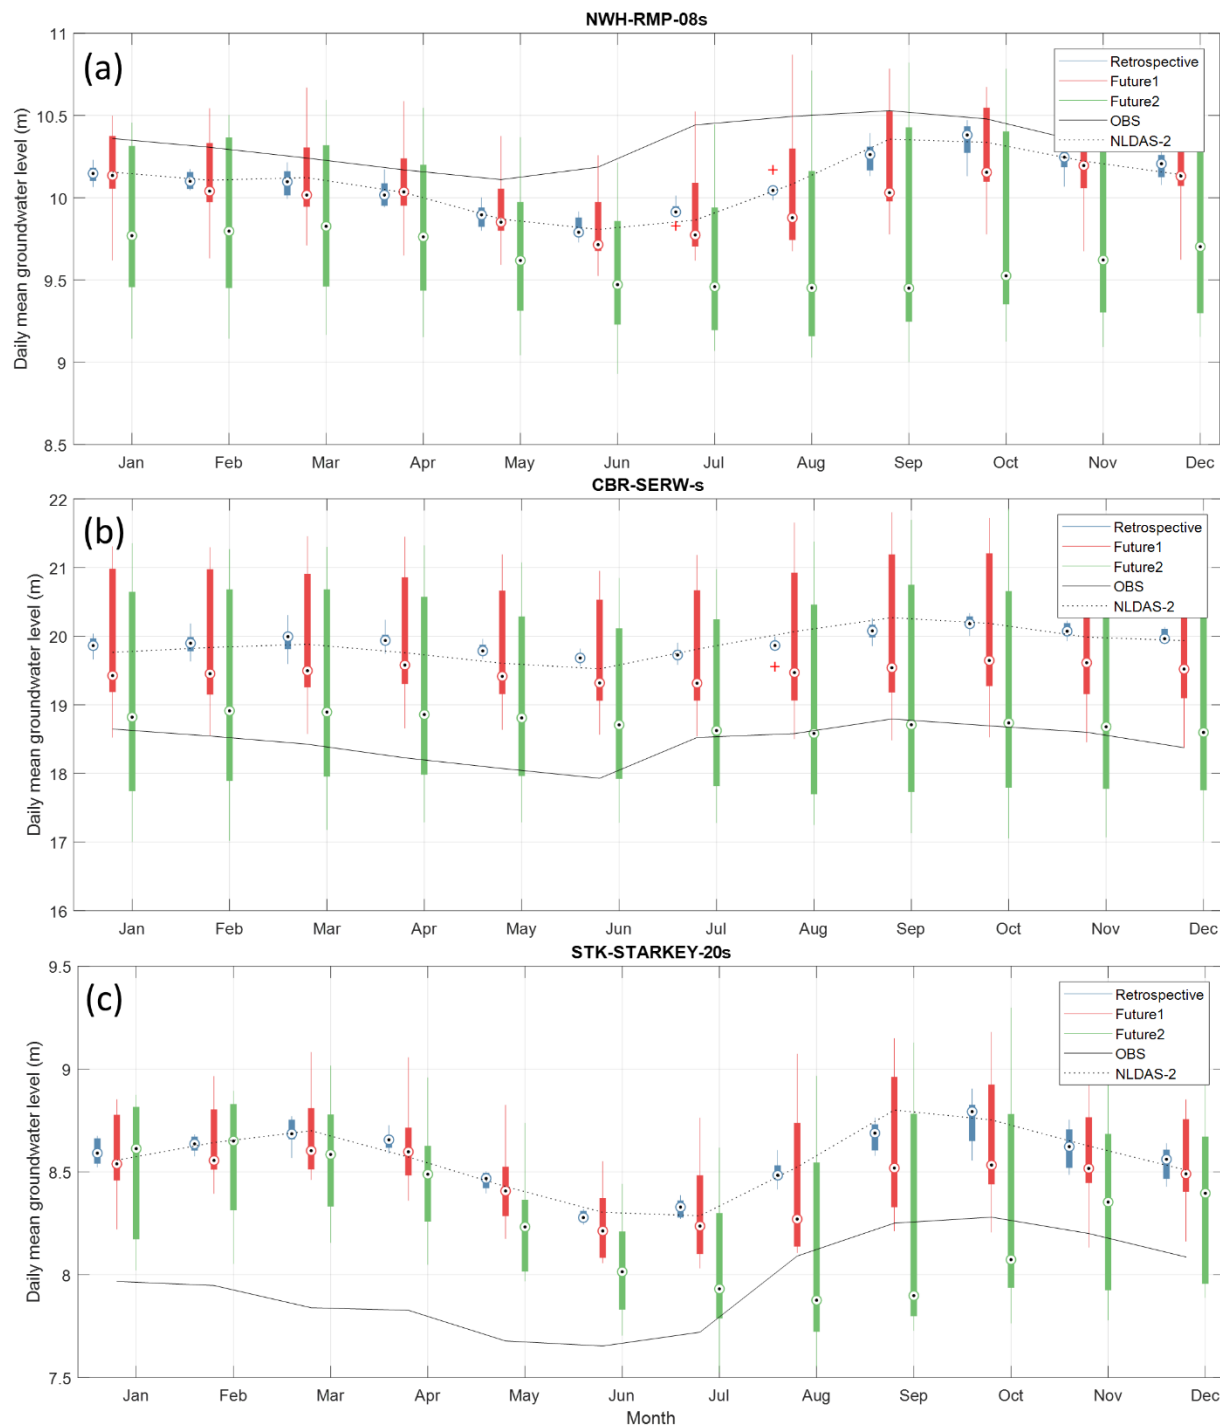 NWH-RMP-08s
(a)
Daily mean groundwater level (m)
11
10.5
10
9.5
9
8.5
Retrospective
Future1
Future2
OBS
NLDAS-2
Jan Feb Mar Apr May Jun Jul Aug Sep Oct Nov Dec
CBR-SERW-s
(b)
Daily mean groundwater level (m)
22
21
20
19
18
17
16
Retrospective
Future1
Future2
OBS
NLDAS-2
Jan Feb Mar Apr May Jun Jul Aug Sep Oct Nov Dec
STK-STARKEY-20s
(c)
Daily mean groundwater level (m)
9.5
9
8.5
8
7.5
Retrospective
Future1
Future2
OBS
NLDAS-2
Jan Feb Mar Apr May Jun Jul Aug Sep Oct Nov Dec
Month